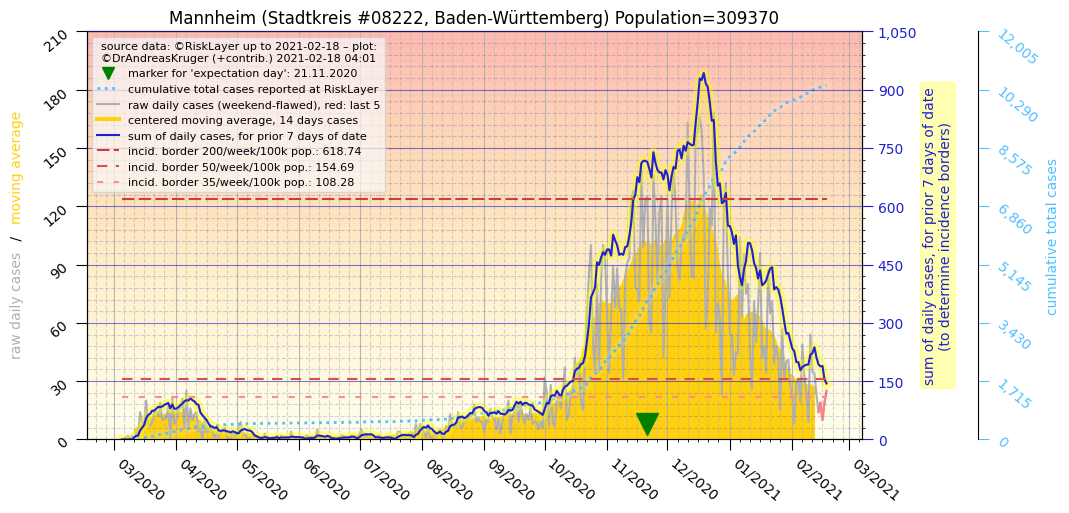 Mannheim (Stadtkreis #08222, Baden-Württemberg) Population=309370
source data: ©RiskLayer up to 2021-02-18 – plot:
©DrAndreasKruger (+contrib.) 2021-02-18 04:01
marker for 'expectation day': 21.11.2020
cumulative total cases reported at RiskLayer
raw daily cases (weekend-flawed), red: last 5
centered moving average, 14 days
sum of daily cases, for prior 7 days of date
incid. border 200/week/100k pop.: 618.74
incid. border 50/week/100k pop.: 154.69
incid. border 35/week/100k pop.: 108.28
raw daily cases / moving average
210
180
150
120
90
60
30
0
03/2020
04/2020
05/2020
06/2020
07/2020
08/2020
09/2020
10/2020
11/2020
12/2020
01/2021
02/2021
03/2021
1,050
900
750
600
450
300
150
0
sum of daily cases, for prior 7 days of date
(to determine incidence borders)
12,005
10,290
8,575
6,860
5,145
3,430
1,715
0
cumulative total cases